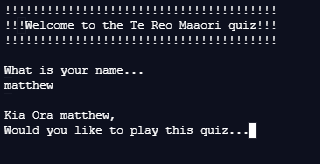 !!!!!!!!!!!!!!!!!!!!!!!!!!!!!!!!!!!!!!!
!!!Welcome to the Te Reo Maaori quiz!!!
!!!!!!!!!!!!!!!!!!!!!!!!!!!!!!!!!!!!!!!
What is your name...
matthew
Kia Ora matthew,
Would you like to play this quiz...